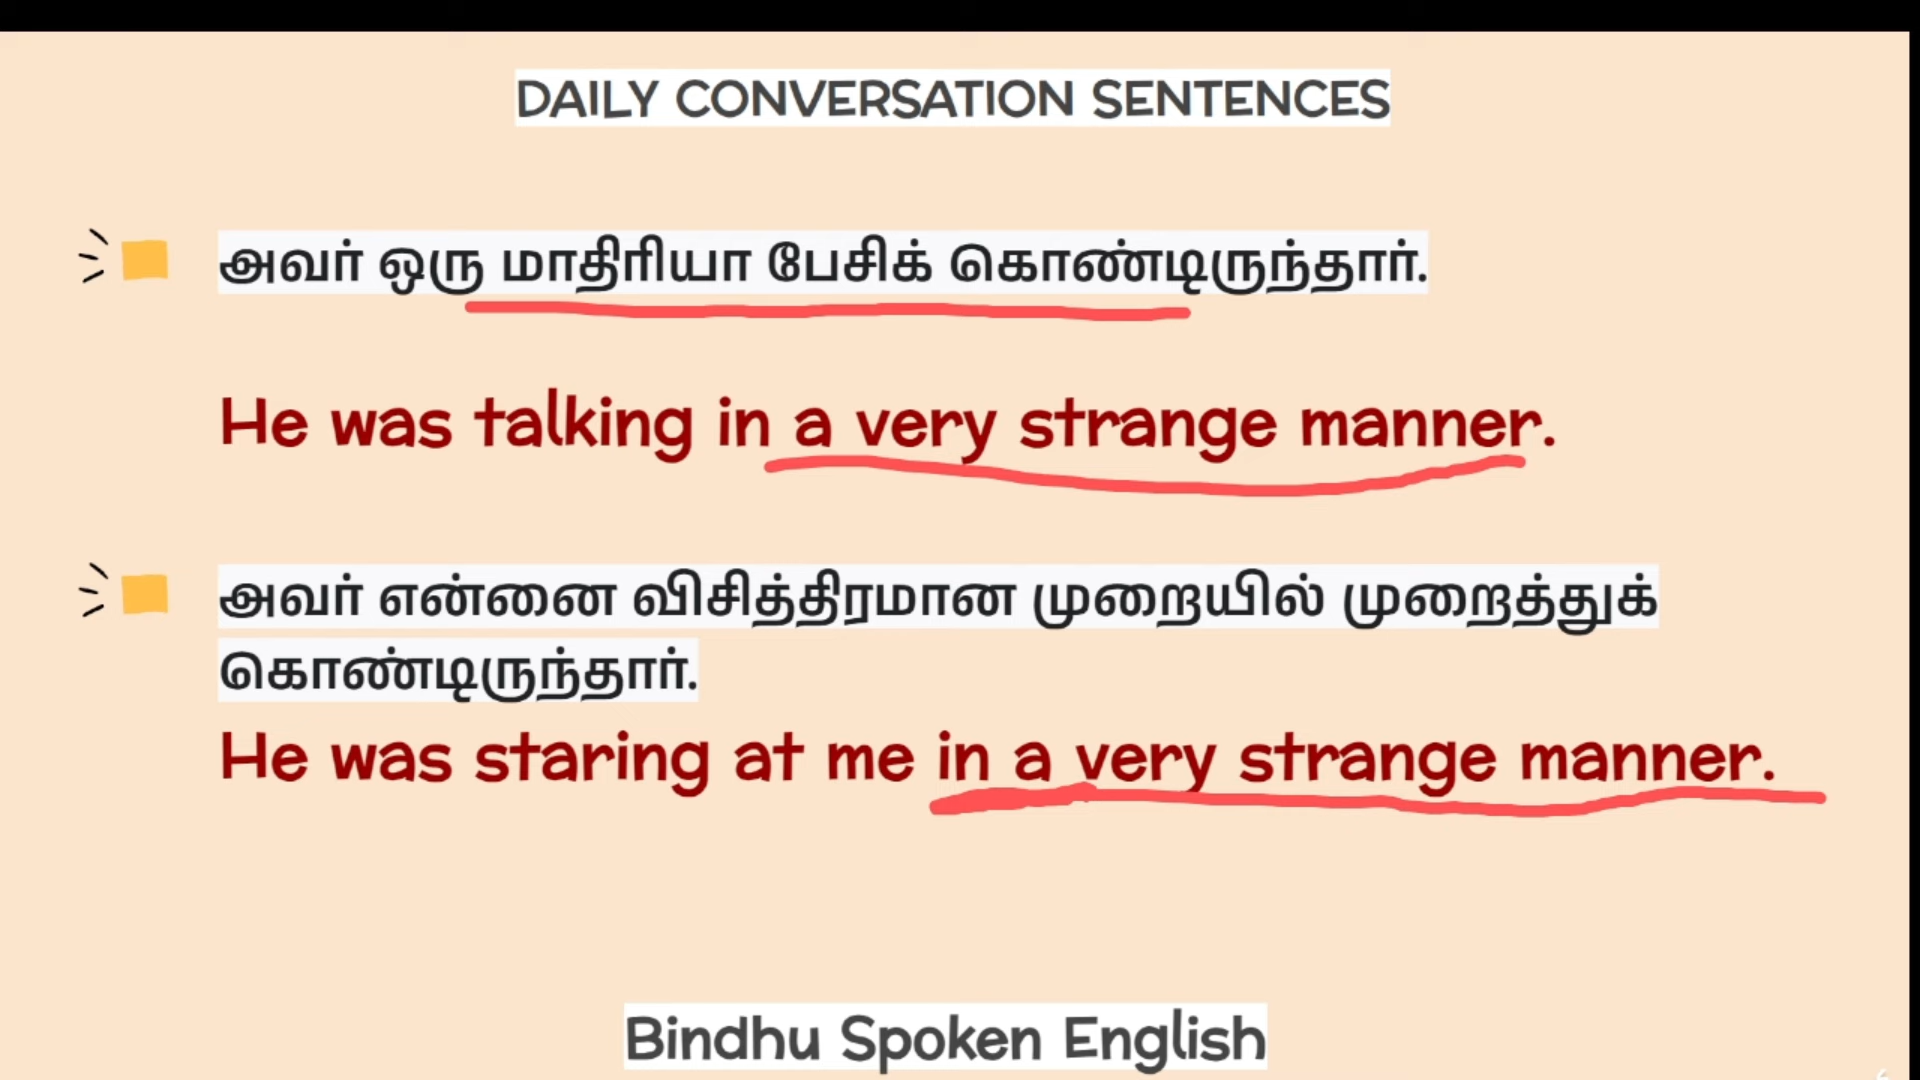 DAILY CONVERSATION SENTENCES
அவர் ஒரு மாதிரியா பேசிக் கொண்டிருந்தார்.
He was talking in a very strange manner.
அவர் என்னை விசித்திரமான முறையில் முறைத்துக்
கொண்டிருந்தார்.
He was staring at me in a very strange manner.
Bindhu Spoken English